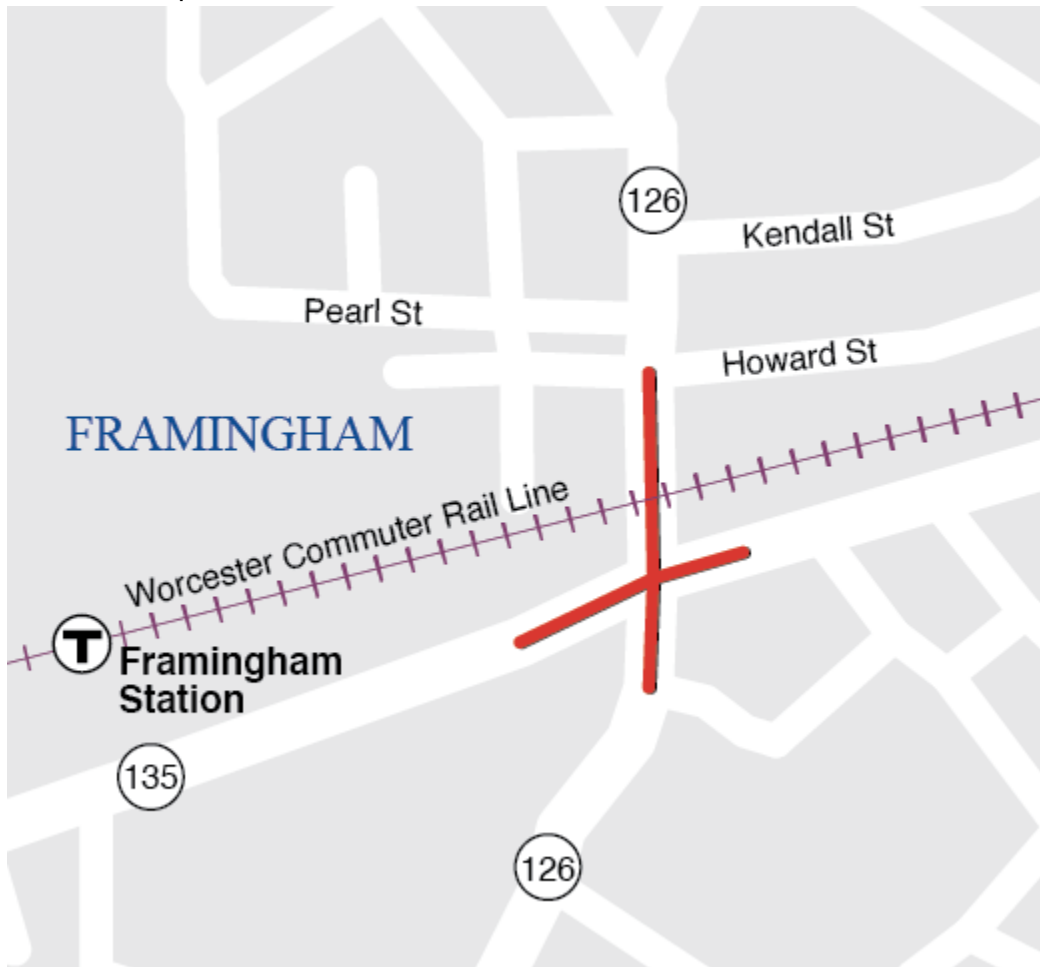 126
Kendall St
Pearl St
Howard St
FRAMINGHAM
Worcester Commuter Rail Line
T
Framingham
Station
135
126